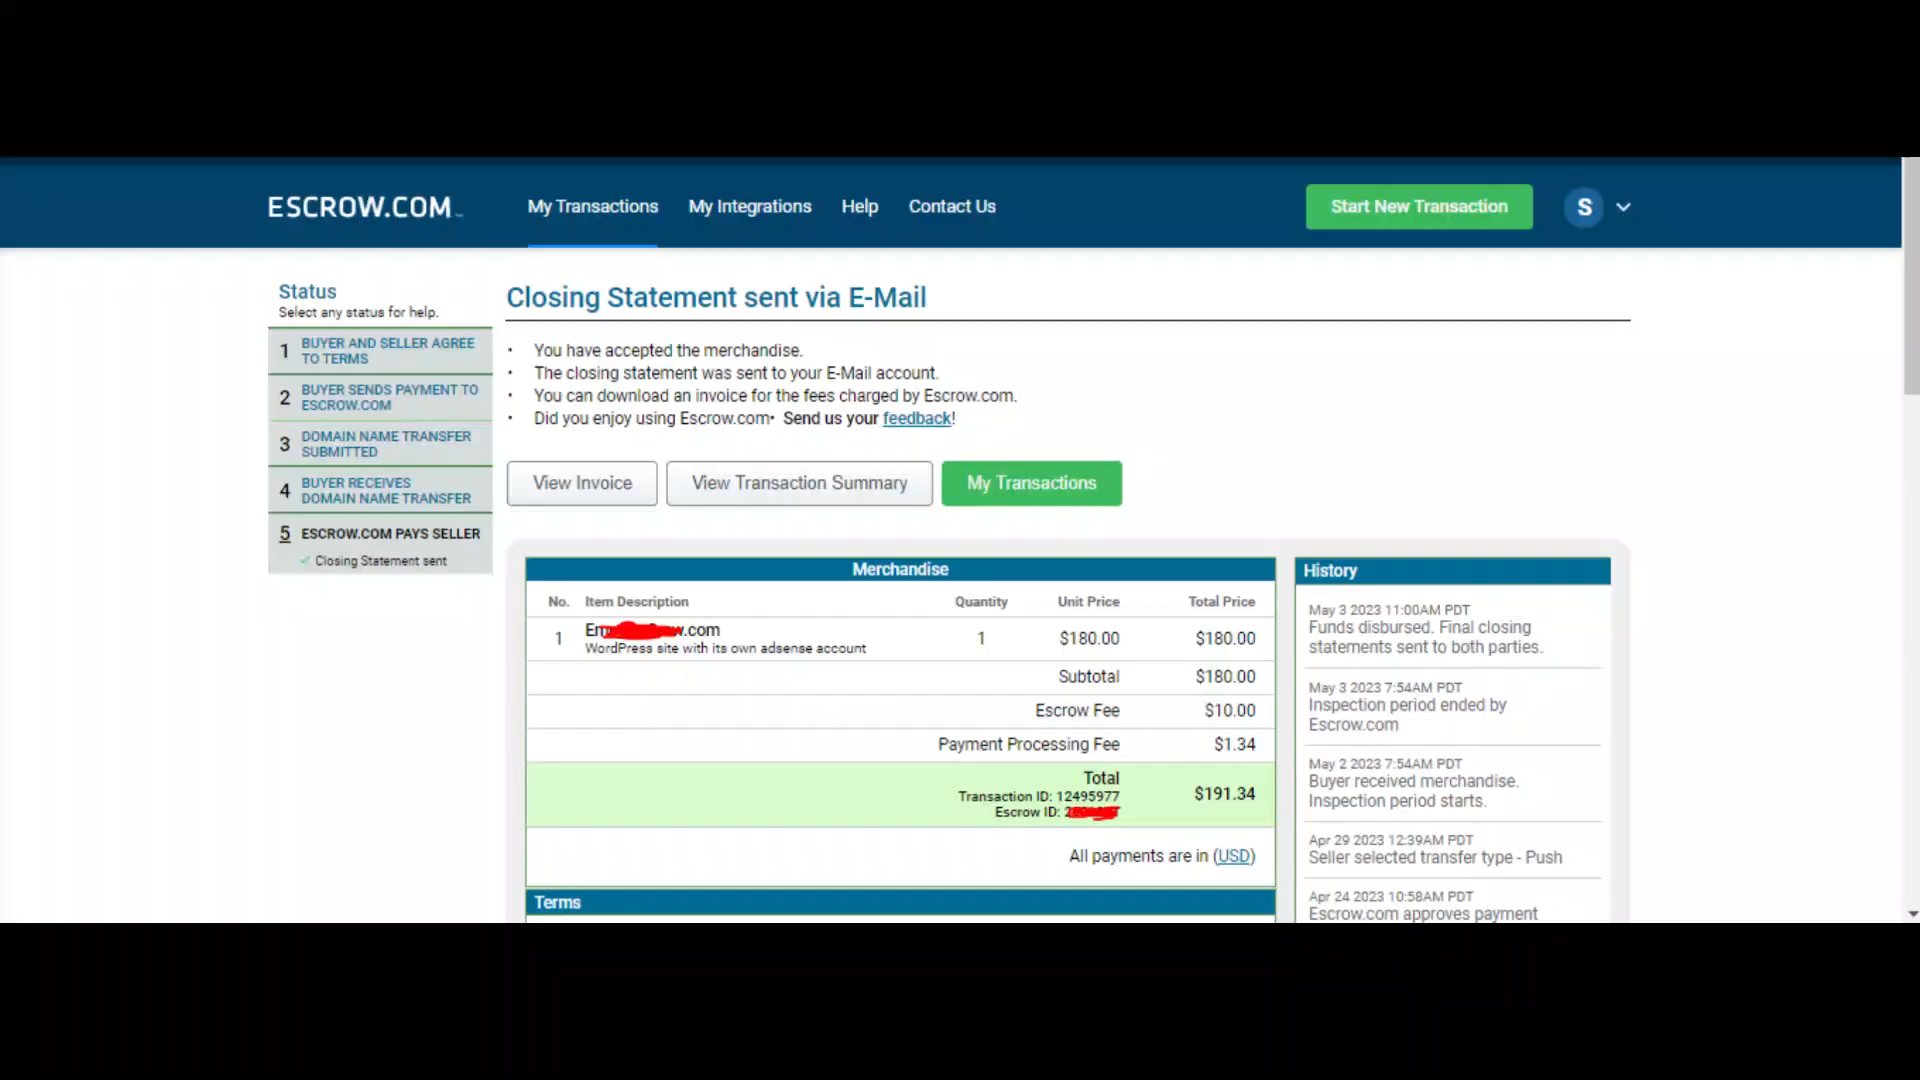 ESCROW.COM
My Transactions
My Integrations
Help
Contact Us
Start New Transaction
S
Status
Select any status for help.
1 BUYER AND SELLER AGREE
TO TERMS
2 BUYER SENDS PAYMENT TO
ESCROW.COM
3 DOMAIN NAME TRANSFER
SUBMITTED
4 BUYER RECEIVES
DOMAIN NAME TRANSFER
5 ESCROW.COM PAYS SELLER
Closing Statement sent
Closing Statement sent via E-Mail
· You have accepted the merchandise.
· The closing statement was sent to your E-Mail account.
· You can download an invoice for the fees charged by Escrow.com.
· Did you enjoy using Escrow.com· Send us your feedback!
View Invoice
View Transaction Summary
My Transactions
Merchandise
No. Item Description Quantity Unit Price Total Price
1 .com 1 $180.00 $180.00
WordPress site with its own adsense account
Subtotal $180.00
Escrow Fee $10.00
Payment Processing Fee $1.34
Total
Transaction ID: 12495977 $191.34
Escrow ID:
All payments are in (USD)
Terms
History
May 3 2023 11:00AM PDT
Funds disbursed. Final closing
statements sent to both parties.
May 3 2023 7:54AM PDT
Inspection period ended by
Escrow.com
May 2 2023 7:54AM PDT
Buyer received merchandise.
Inspection period starts.
Apr 29 2023 12:39AM PDT
Seller selected transfer type - Push
Apr 24 2023 10:58AM PDT
Escrow.com approves payment